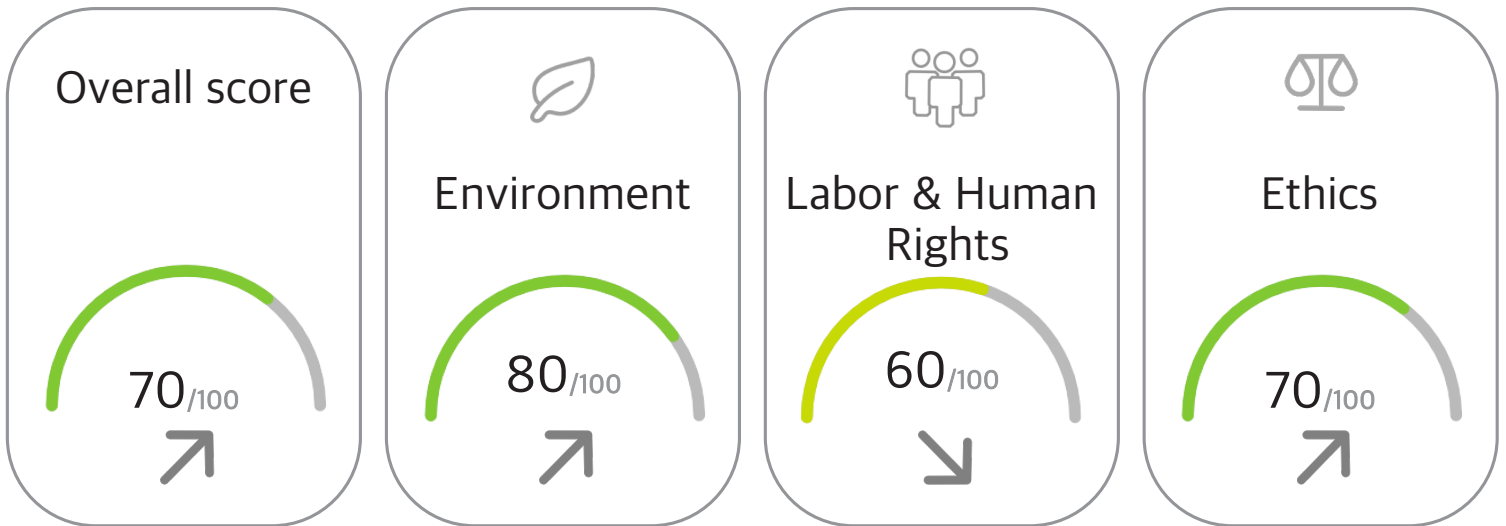 Overall score
70/100
Environment
80/100
Labor & Human
Rights
60/100
Ethics
70/100